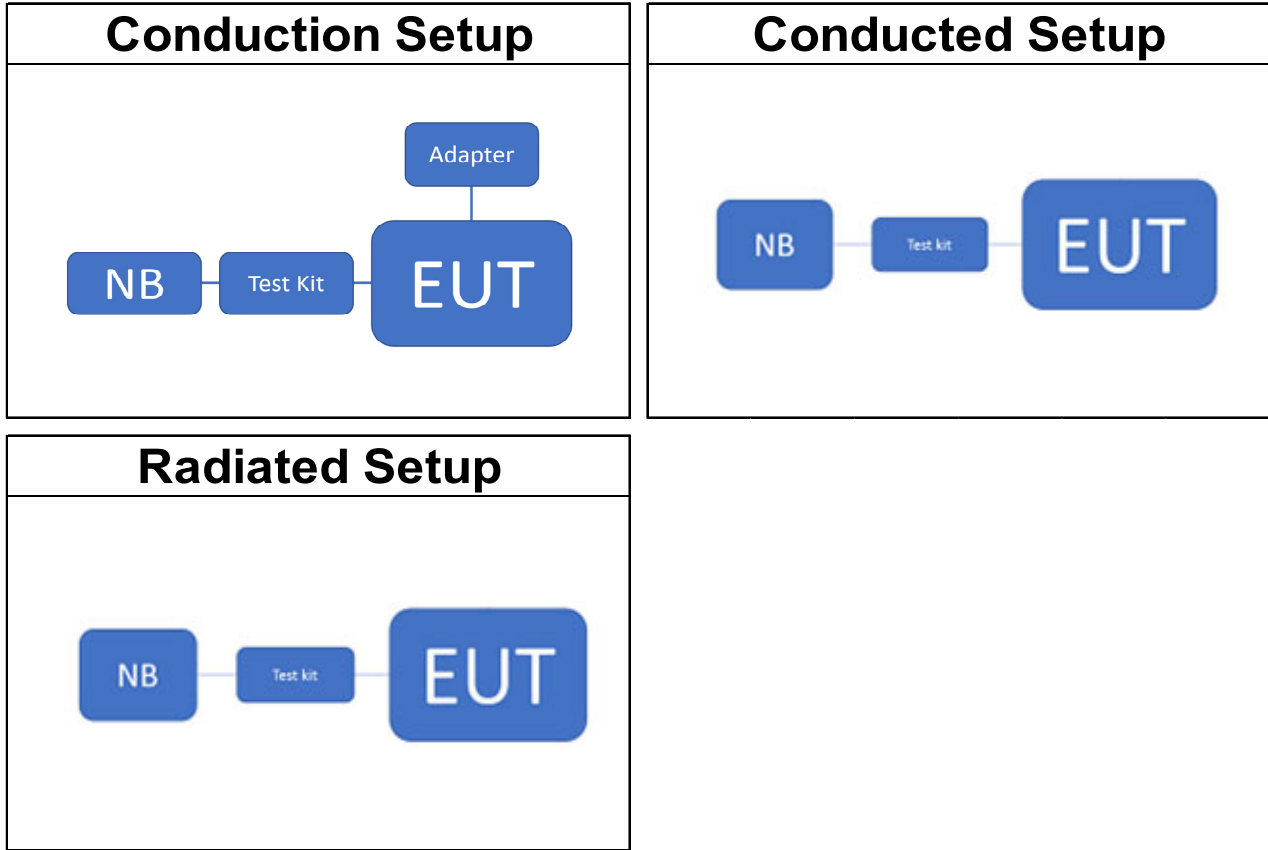 Conduction Setup
Adapter
NB
Test Kit
EUT
Conducted Setup
NB
Test kit
EUT
Radiated Setup
NB
Test kit
EUT